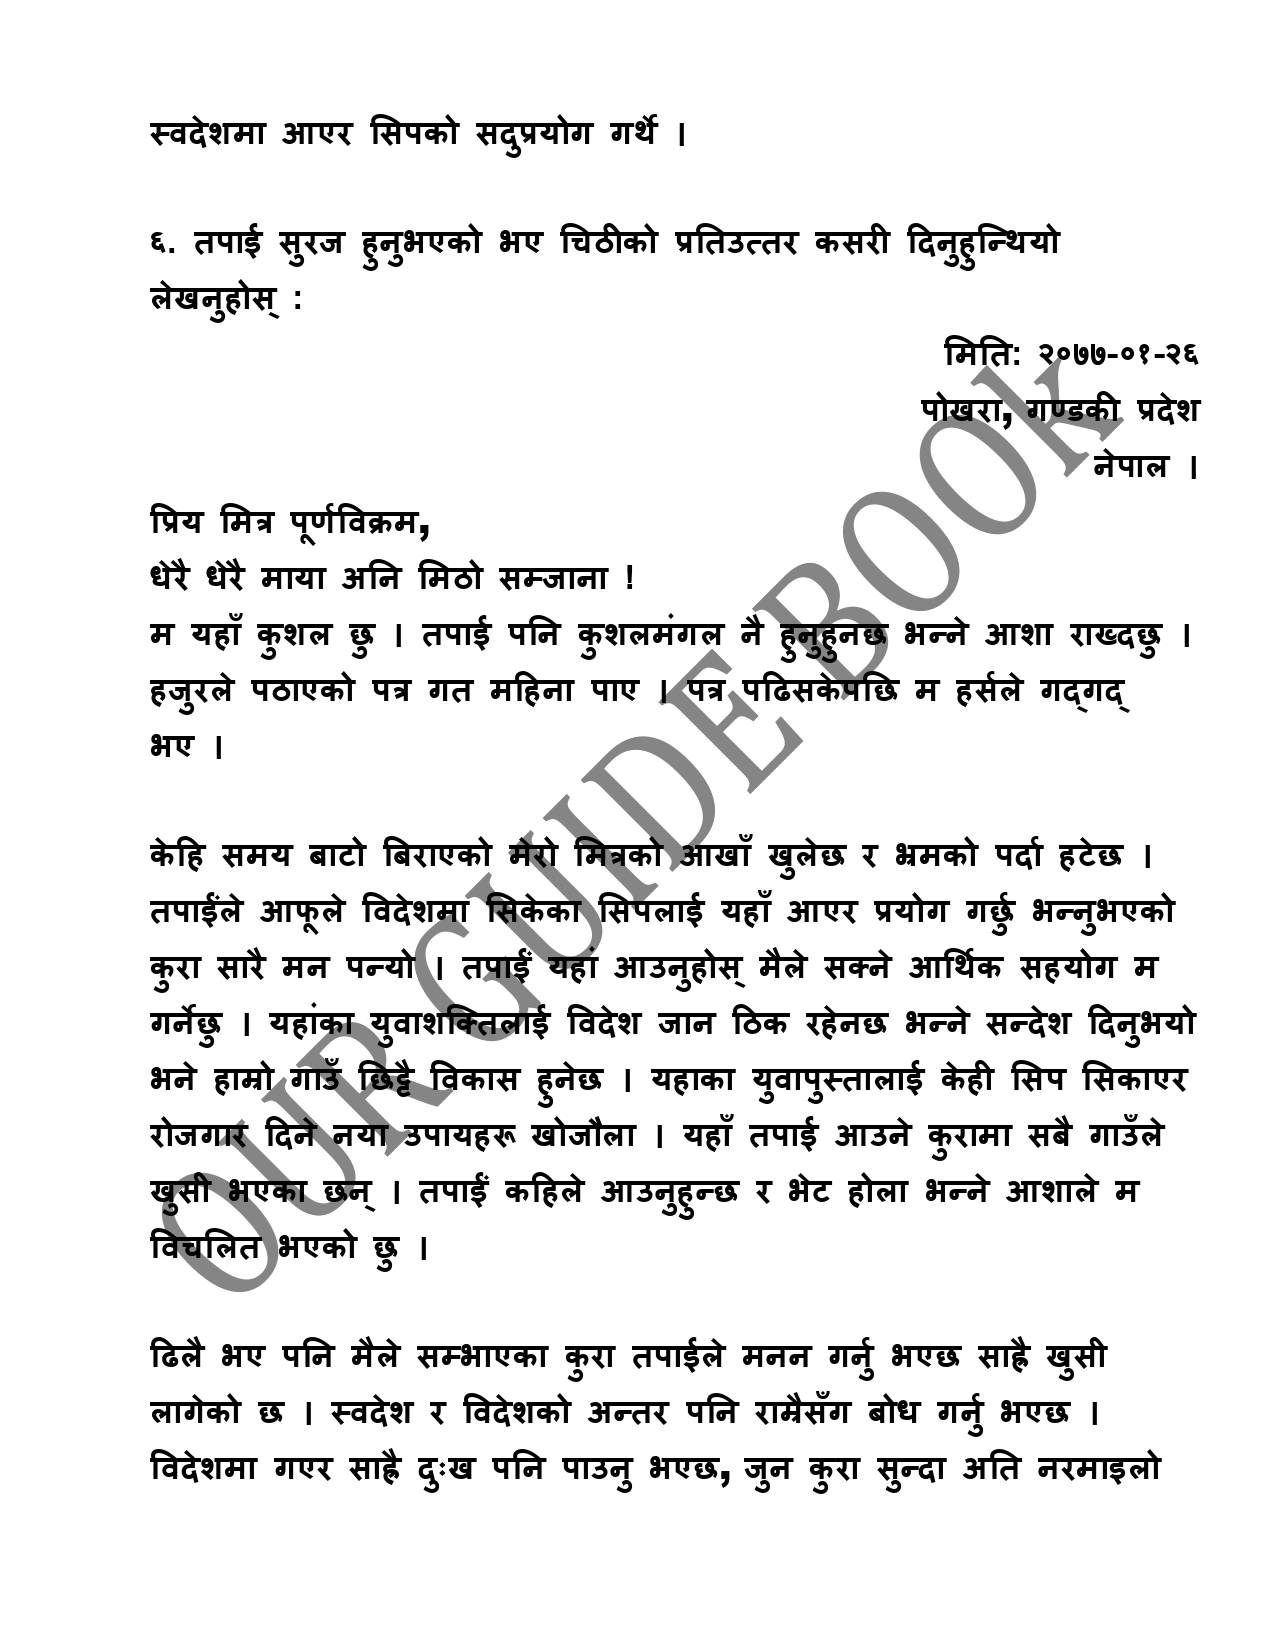 स्वदेशमा आएर सिपको सदुप्रयोग गर्थे ।
६. तपाई सुरज हुनुभएको भए चिठीको प्रतिउत्तर कसरी दिनुहुन्थियो
लेखनुहोस् :
मिति: २०७७-०१-२६
पोखरा, गण्डकी प्रदेश
नेपाल ।
प्रिय मित्र पूर्णविक्रम,
धेरै धेरै माया अनि मिठो सम्जाना !
म यहाँ कुशल छु । तपाई पनि कुशलमंगल नै हुनुहुनछ भन्ने आशा राख्दछु ।
हजुरले पठाएको पत्र गत महिना पाए । पत्र पढिसकेपछि म हर्सले गद्गद्
भए ।
केहि समय बाटो बिराएको मेरो मित्रको आखाँ खुलेछ र भ्रमको पर्दा हटेछ ।
तपाईंले आफूले विदेशमा सिकेका सिपलाई यहाँ आएर प्रयोग गर्छु भन्नुभएको
कुरा सारै मन पन्यो । तपाईं यहां आउनुहोस् मैले सक्ने आर्थिक सहयोग म
गर्नेछु । यहांका युवाशक्तिलाई विदेश जान ठिक रहेनछ भन्ने सन्देश दिनुभयो
भने हाम्रो गाउँ छिट्टै विकास हुनेछ । यहाका युवापुस्तालाई केही सिप सिकाएर
रोजगार दिने नया उपायहरू खोजौला । यहाँ तपाई आउने कुरामा सबै गाउँले
खुसी भएका छन् । तपाईं कहिले आउनुहुन्छ र भेट होला भन्ने आशाले म
विचलित भएको छु ।
ढिलै भए पनि मैले सम्भाएका कुरा तपाईले मनन गर्नु भएछ साह्रै खुसी
लागेको छ । स्वदेश र विदेशको अन्तर पनि राम्रैसँग बोध गर्नु भएछ ।
विदेशमा गएर साह्रै दुःख पनि पाउनु भएछ, जुन कुरा सुन्दा अति नरमाइलो
OUR GUIDE BOOk